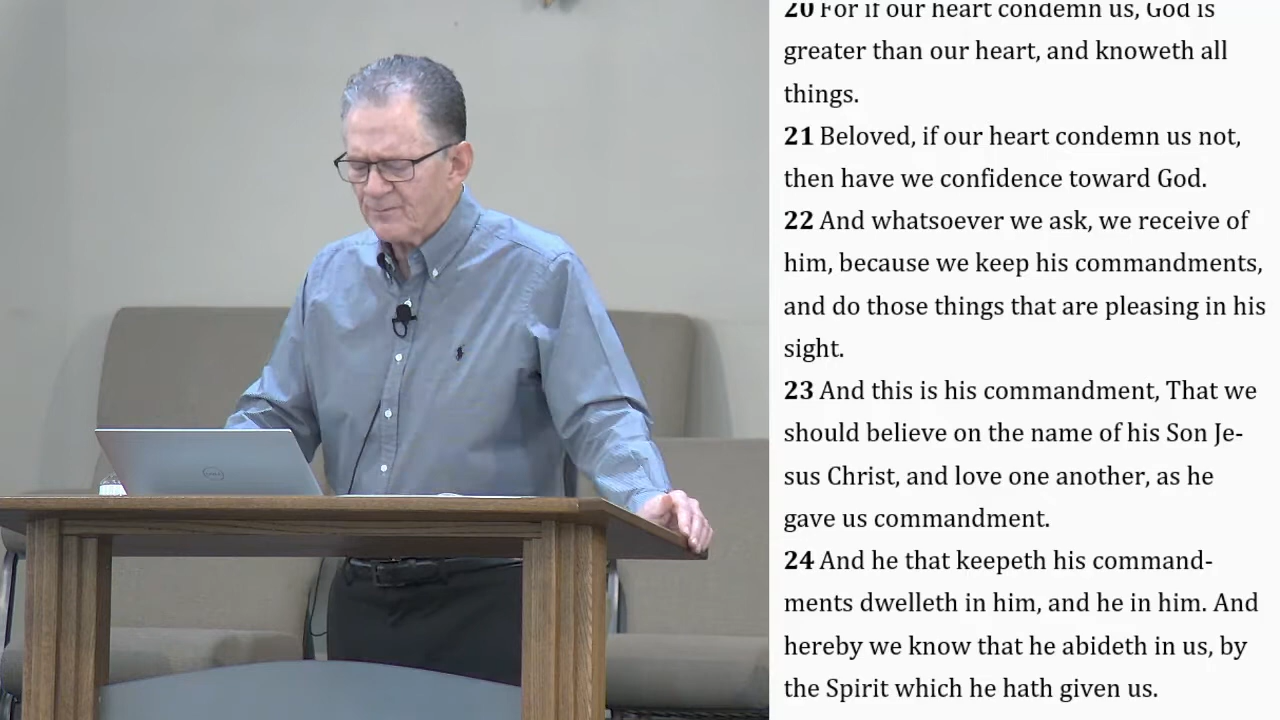 20 For if our heart condemn us, God is
greater than our heart, and knoweth all
things.
21 Beloved, if our heart condemn us not,
then have we confidence toward God.
22 And whatsoever we ask, we receive of
him, because we keep his commandments,
and do those things that are pleasing in his
sight.
23 And this is his commandment, That we
should believe on the name of his Son Je-
sus Christ, and love one another, as he
gave us commandment.
24 And he that keepeth his command-
ments dwelleth in him, and he in him. And
hereby we know that he abideth in us, by
the Spirit which he hath given us.
DELL